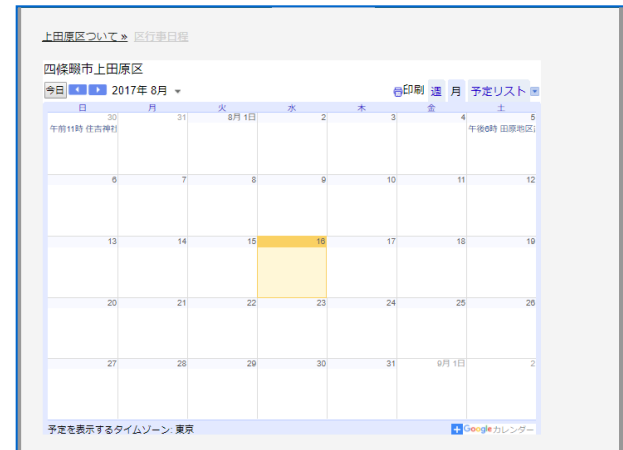 上田原区ついて » 区行事日程
四條畷市上田原区
今日 2017年 8月 印刷 週 月 予定リスト
日 月 火 水 木 金 土
30 31 8月 1日 2 3 4 5
午前11時 住吉神社 午後6時 田原地区
6 7 8 9 10 11 12
13 14 15 16 17 18 19
20 21 22 23 24 25 26
27 28 29 30 31 9月 1日 2
予定を表示するタイムゾーン: 東京 Googleカレンダー